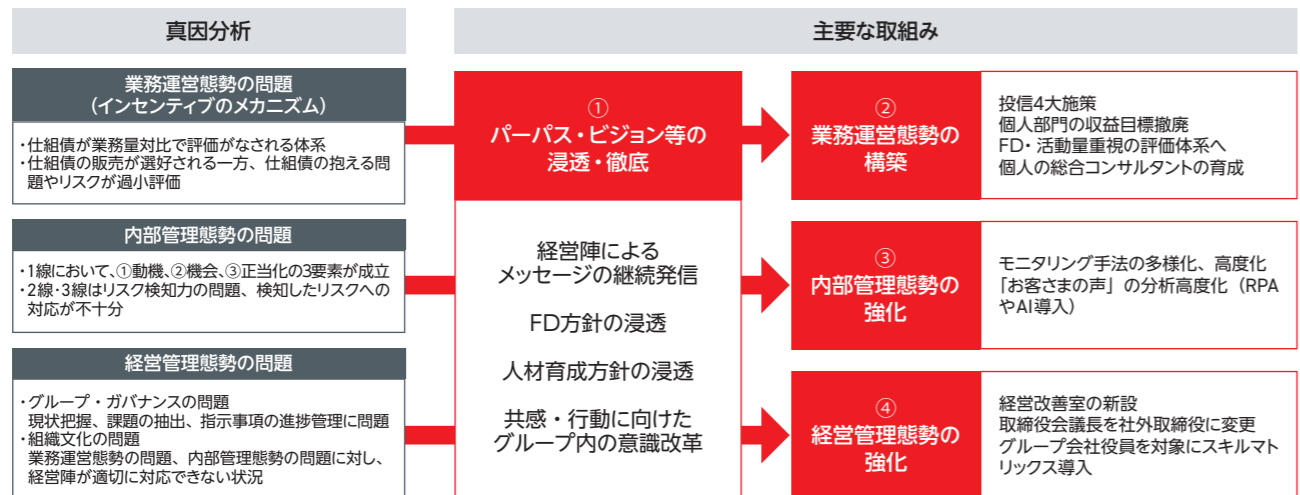 真因分析
主要な取組み
業務運営態勢の問題
(インセンティブのメカニズム)
・仕組債が業務量対比で評価がなされる体系
・仕組債の販売が選好される一方、仕組債の抱える問
題やリスクが過小評価
内部管理態勢の問題
・1線において、①動機、②機会、③正当化の3要素が成立
・2線・3線はリスク検知力の問題、検知したリスクへの
対応が不十分
経営管理態勢の問題
・グループ・ガバナンスの問題
現状把握、課題の抽出、指示事項の進捗管理に問題
・組織文化の問題
業務運営態勢の問題、内部管理態勢の問題に対し、
経営陣が適切に対応できない状況
①
パーパス・ビジョン等の
浸透・徹底
経営陣による
メッセージの継続発信
FD方針の浸透
人材育成方針の浸透
共感・行動に向けた
グループ内の意識改革
②
業務運営態勢の
構築
投信4大施策
個人部門の収益目標撤廃
FD・活動量重視の評価体系へ
個人の総合コンサルタントの育成
③
内部管理態勢の
強化
モニタリング手法の多様化、高度化
「お客さまの声」の分析高度化（RPA
やAI導入）
④
経営管理態勢の
強化
経営改善室の新設
取締役会議長を社外取締役に変更
グループ会社役員を対象にスキルマト
リックス導入